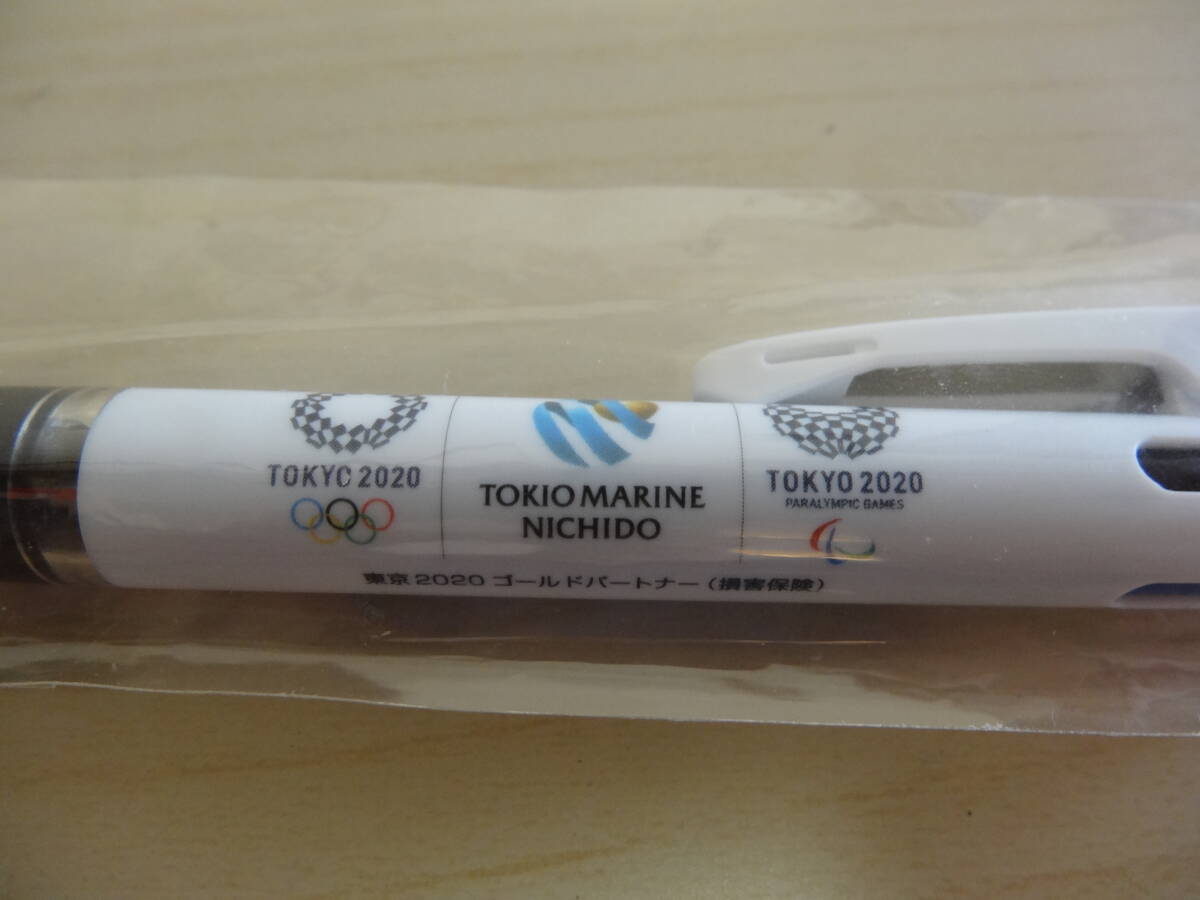 TOKYO 2020
TOKIO MARINE
NICHIDO
TOKYO 2020
PARALYMPIC GAMES
東京2020 ゴールドパートナー（損害保険）